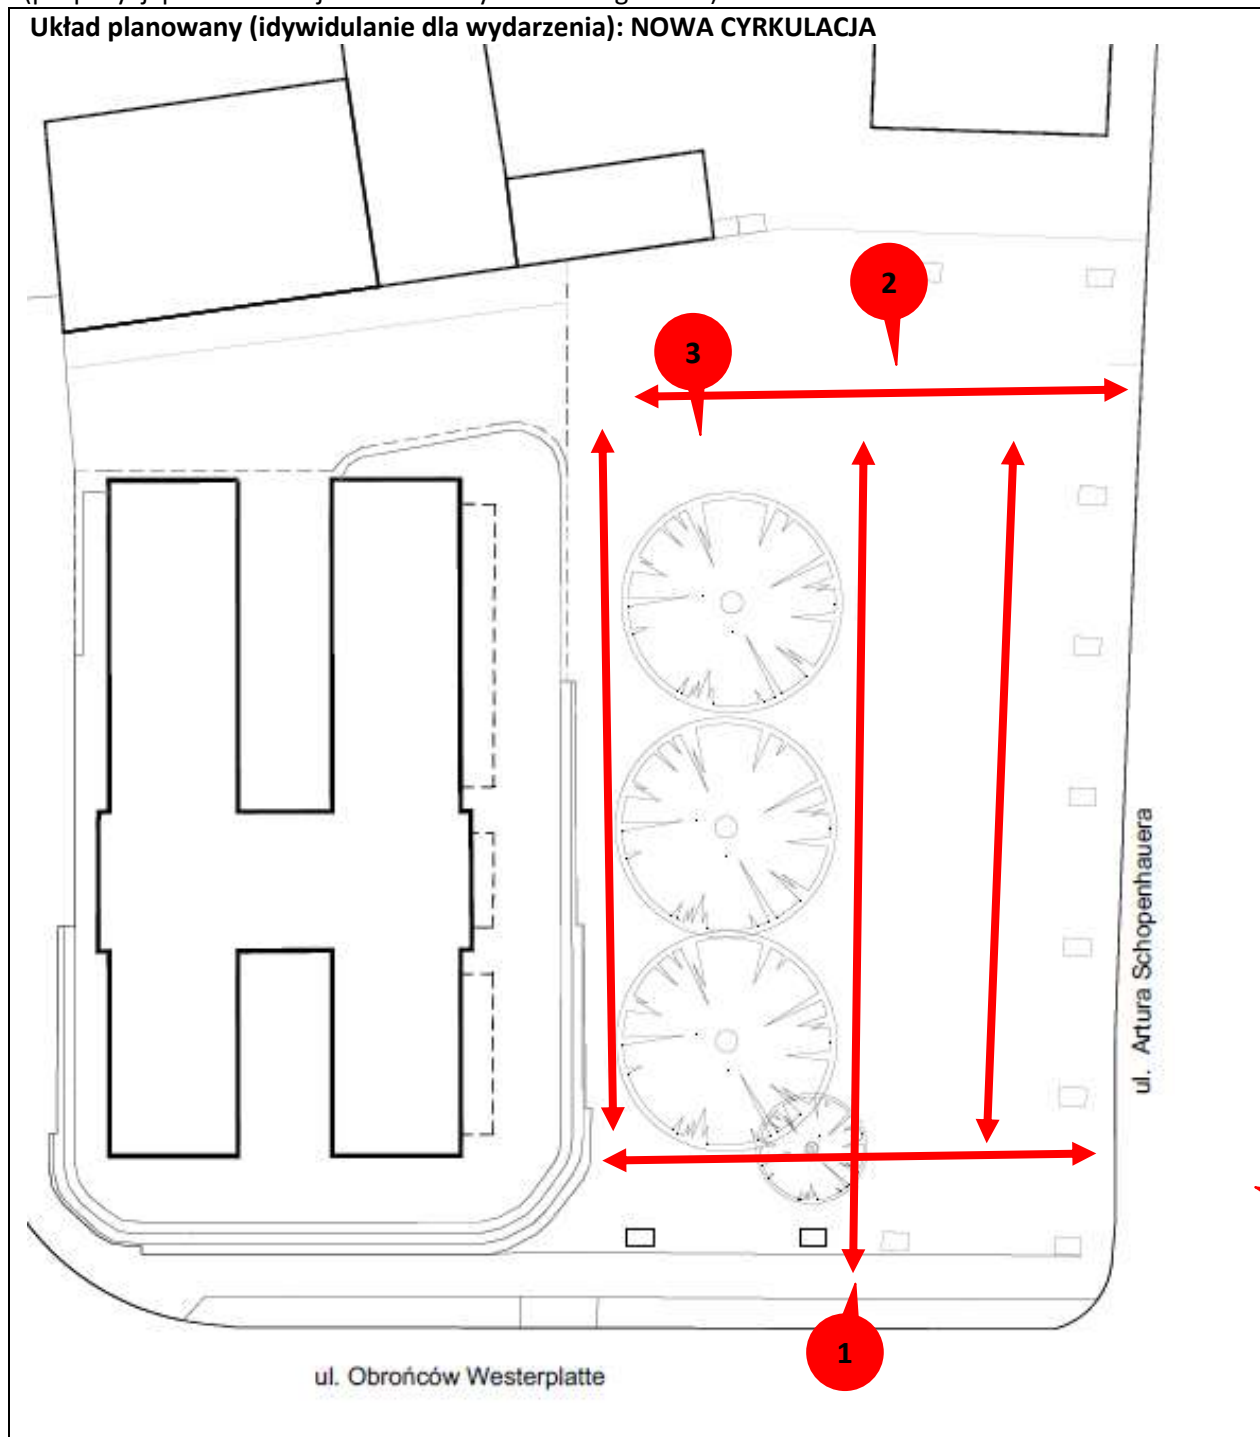 Układ planowany (idywidulanie dla wydarzenia): NOWA CYRKULACJA
2
3
ul. Artura Schopenhauera
1
ul. Obrońców Westerplatte